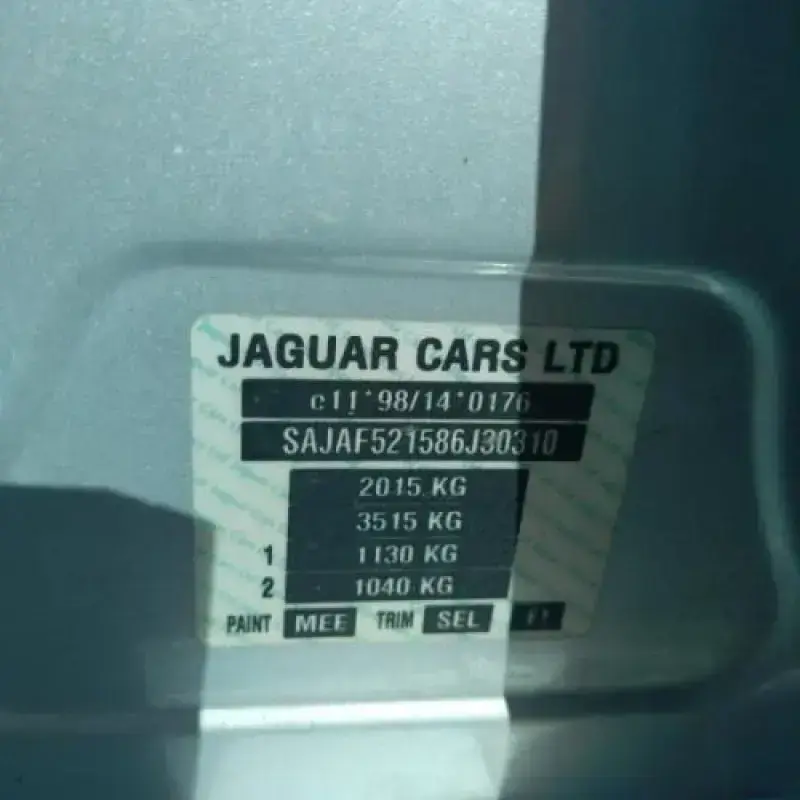 JAGUAR CARS LTD
e11*98/14*0176
SAJAF521586J30310
2015 KG
3515 KG
1 1130 KG
2 1040 KG
PAINT MEE TRIM SEL